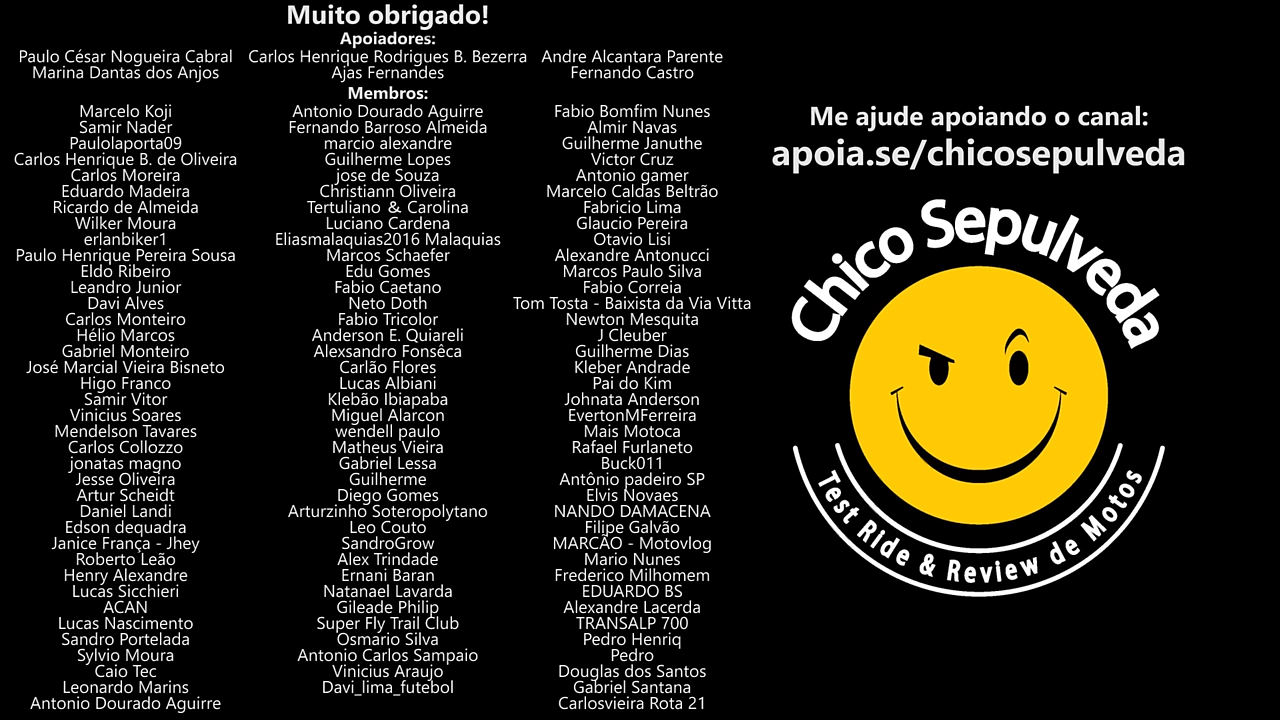 Muito obrigado!
Apoiadores:
Paulo César Nogueira Cabral
Carlos Henrique Rodrigues B. Bezerra
Andre Alcantara Parente
Marina Dantas dos Anjos
Ajas Fernandes
Fernando Castro
Membros:
Marcelo Koji
Samir Nader
Paulolaporta09
Carlos Henrique B. de Oliveira
Carlos Moreira
Eduardo Madeira
Ricardo de Almeida
Wilker Moura
erlanbiker1
Paulo Henrique Pereira Sousa
Eldo Ribeiro
Leandro Junior
Davi Alves
Carlos Monteiro
Hélio Marcos
Gabriel Monteiro
José Marcial Vieira Bisneto
Higo Franco
Samir Vitor
Vinicius Soares
Mendelson Tavares
Carlos Collozzo
jonatas magno
Jesse Oliveira
Artur Scheidt
Daniel Landi
Edson dequadra
Janice França - Jhey
Roberto Leão
Henry Alexandre
Lucas Sicchieri
ACAN
Lucas Nascimento
Sandro Portelada
Sylvio Moura
Caio Tec
Leonardo Marins
Antonio Dourado Aguirre
Antonio Dourado Aguirre
Fernando Barroso Almeida
marcio alexandre
Guilherme Lopes
jose de Souza
Christiann Oliveira
Tertuliano & Carolina
Luciano Cardena
Eliasmalaquias2016 Malaquias
Marcos Schaefer
Edu Gomes
Fabio Caetano
Neto Doth
Fabio Tricolor
Anderson E. Quiareli
Alexsandro Fonsêca
Carlão Flores
Lucas Albiani
Klebão Ibiapaba
Miguel Alarcon
wendell paulo
Matheus Vieira
Gabriel Lessa
Guilherme
Diego Gomes
Arturzinho Soteropolytano
Leo Couto
SandroGrow
Alex Trindade
Ernani Baran
Natanael Lavarda
Gileade Philip
Super Fly Trail Club
Osmario Silva
Antonio Carlos Sampaio
Vinicius Araujo
Davi_lima_futebol
Fabio Bomfim Nunes
Almir Navas
Guilherme Januthe
Victor Cruz
Antonio gamer
Marcelo Caldas Beltrão
Fabricio Lima
Glaucio Pereira
Otavio Lisi
Alexandre Antonucci
Marcos Paulo Silva
Fabio Correia
Tom Tosta - Baixista da Via Vitta
Newton Mesquita
J Cleuber
Guilherme Dias
Kleber Andrade
Pai do Kim
Johnata Anderson
EvertonMFerreira
Mais Motoca
Rafael Furlaneto
Buck011
Antônio padeiro SP
Elvis Novaes
NANDO DAMACENA
Filipe Galvão
MARCÃO - Motovlog
Mario Nunes
Frederico Milhomem
EDUARDO BS
Alexandre Lacerda
TRANSALP 700
Pedro Henriq
Pedro
Douglas dos Santos
Gabriel Santana
Carlosvieira Rota 21
Me ajude apoiando o canal:
apoia.se/chicosepulveda
Chico Sepulveda
Test Ride & Review de Motos